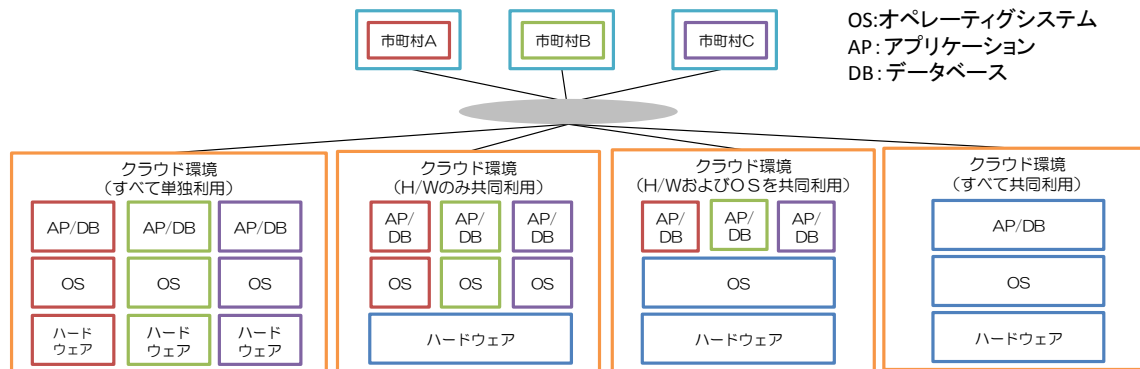 市町村A
市町村B
市町村C
OS:オペレーティグシステム
AP:アプリケーション
DB:データベース
クラウド環境
(すべて単独利用)
AP/DB
AP/DB
AP/DB
OS
OS
OS
ハード
ウェア
ハード
ウェア
ハード
ウェア
クラウド環境
(H/Wのみ共同利用)
AP/
DB
AP/
DB
AP/
DB
OS
OS
OS
ハードウェア
クラウド環境
(H/WおよびOSを共同利用)
AP/
DB
AP/
DB
AP/
DB
OS
ハードウェア
クラウド環境
(すべて共同利用)
AP/DB
OS
ハードウェア